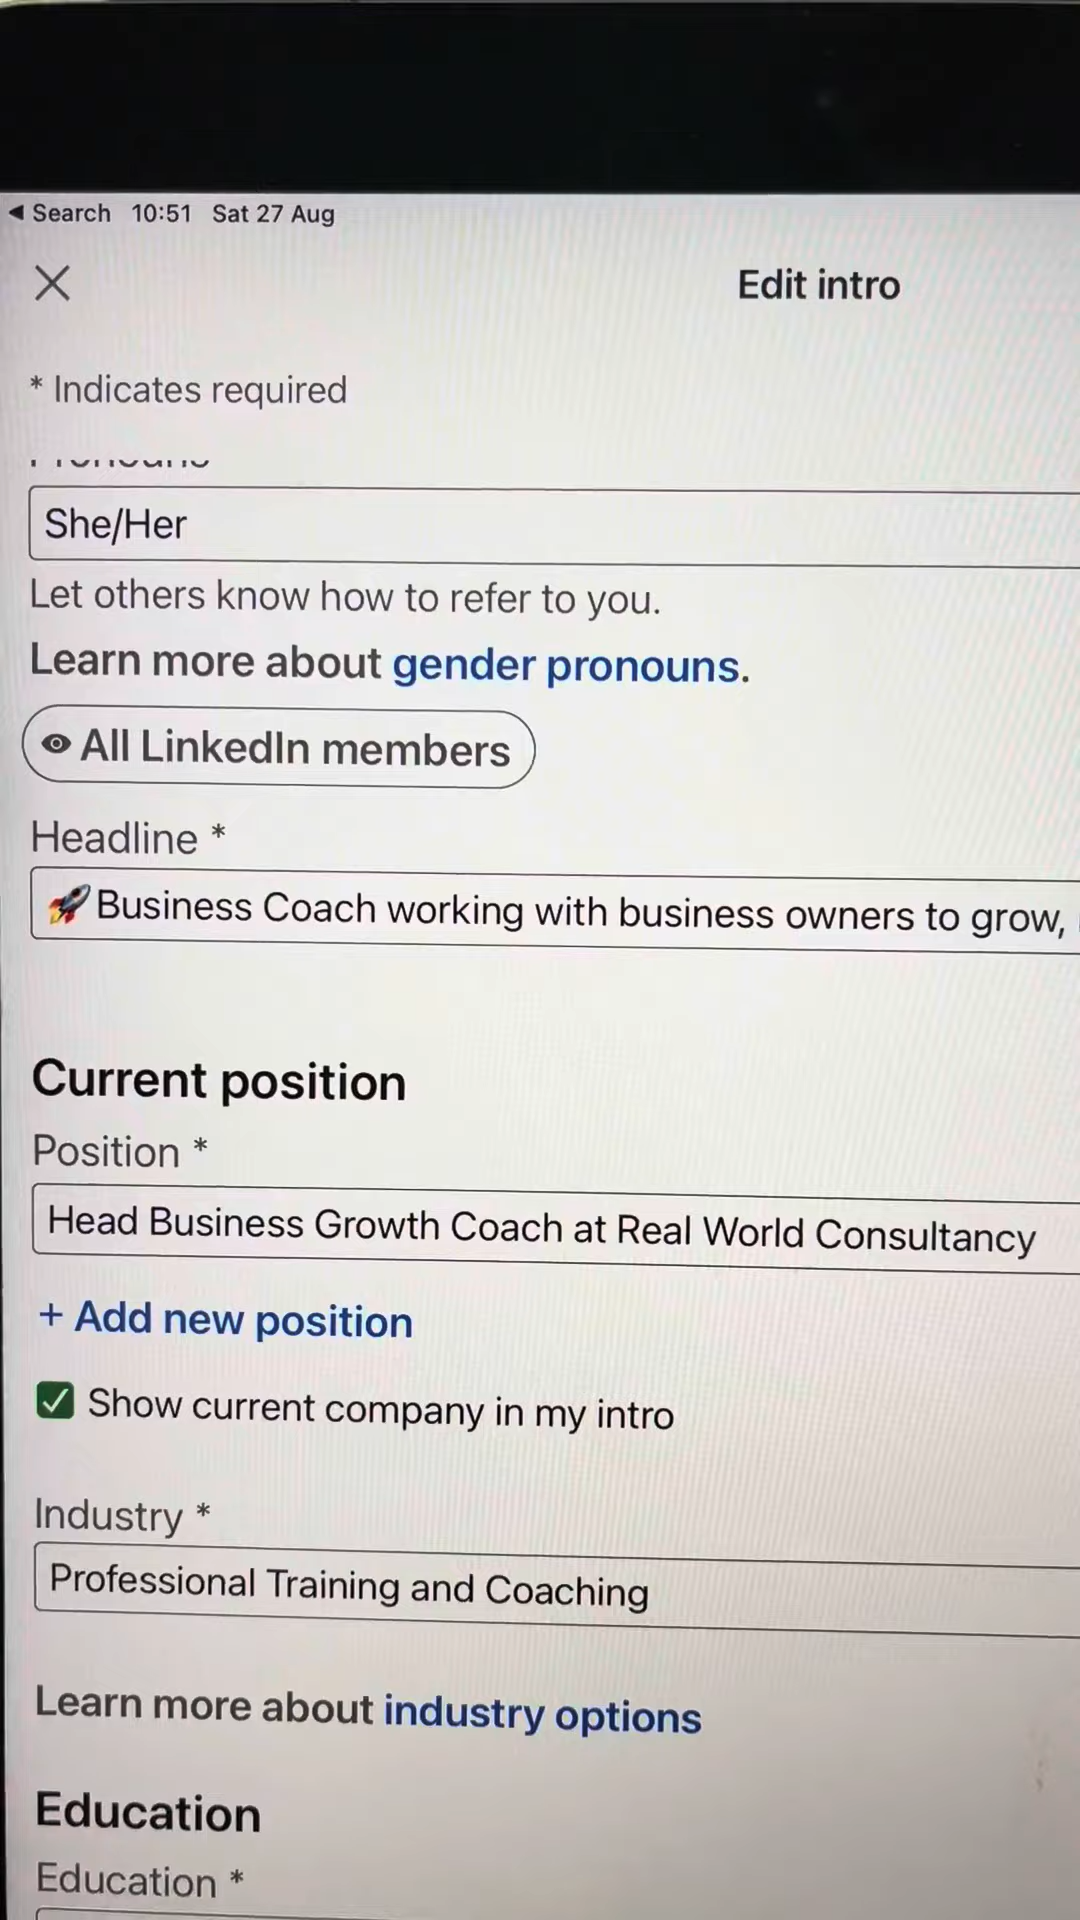 ◀ Search 10:51 Sat 27 Aug
Edit intro
* Indicates required
Pronouns
She/Her
Let others know how to refer to you.
Learn more about gender pronouns.
All LinkedIn members
Headline *
🚀Business Coach working with business owners to grow,
Current position
Position *
Head Business Growth Coach at Real World Consultancy
+ Add new position
Show current company in my intro
Industry *
Professional Training and Coaching
Learn more about industry options
Education
Education *